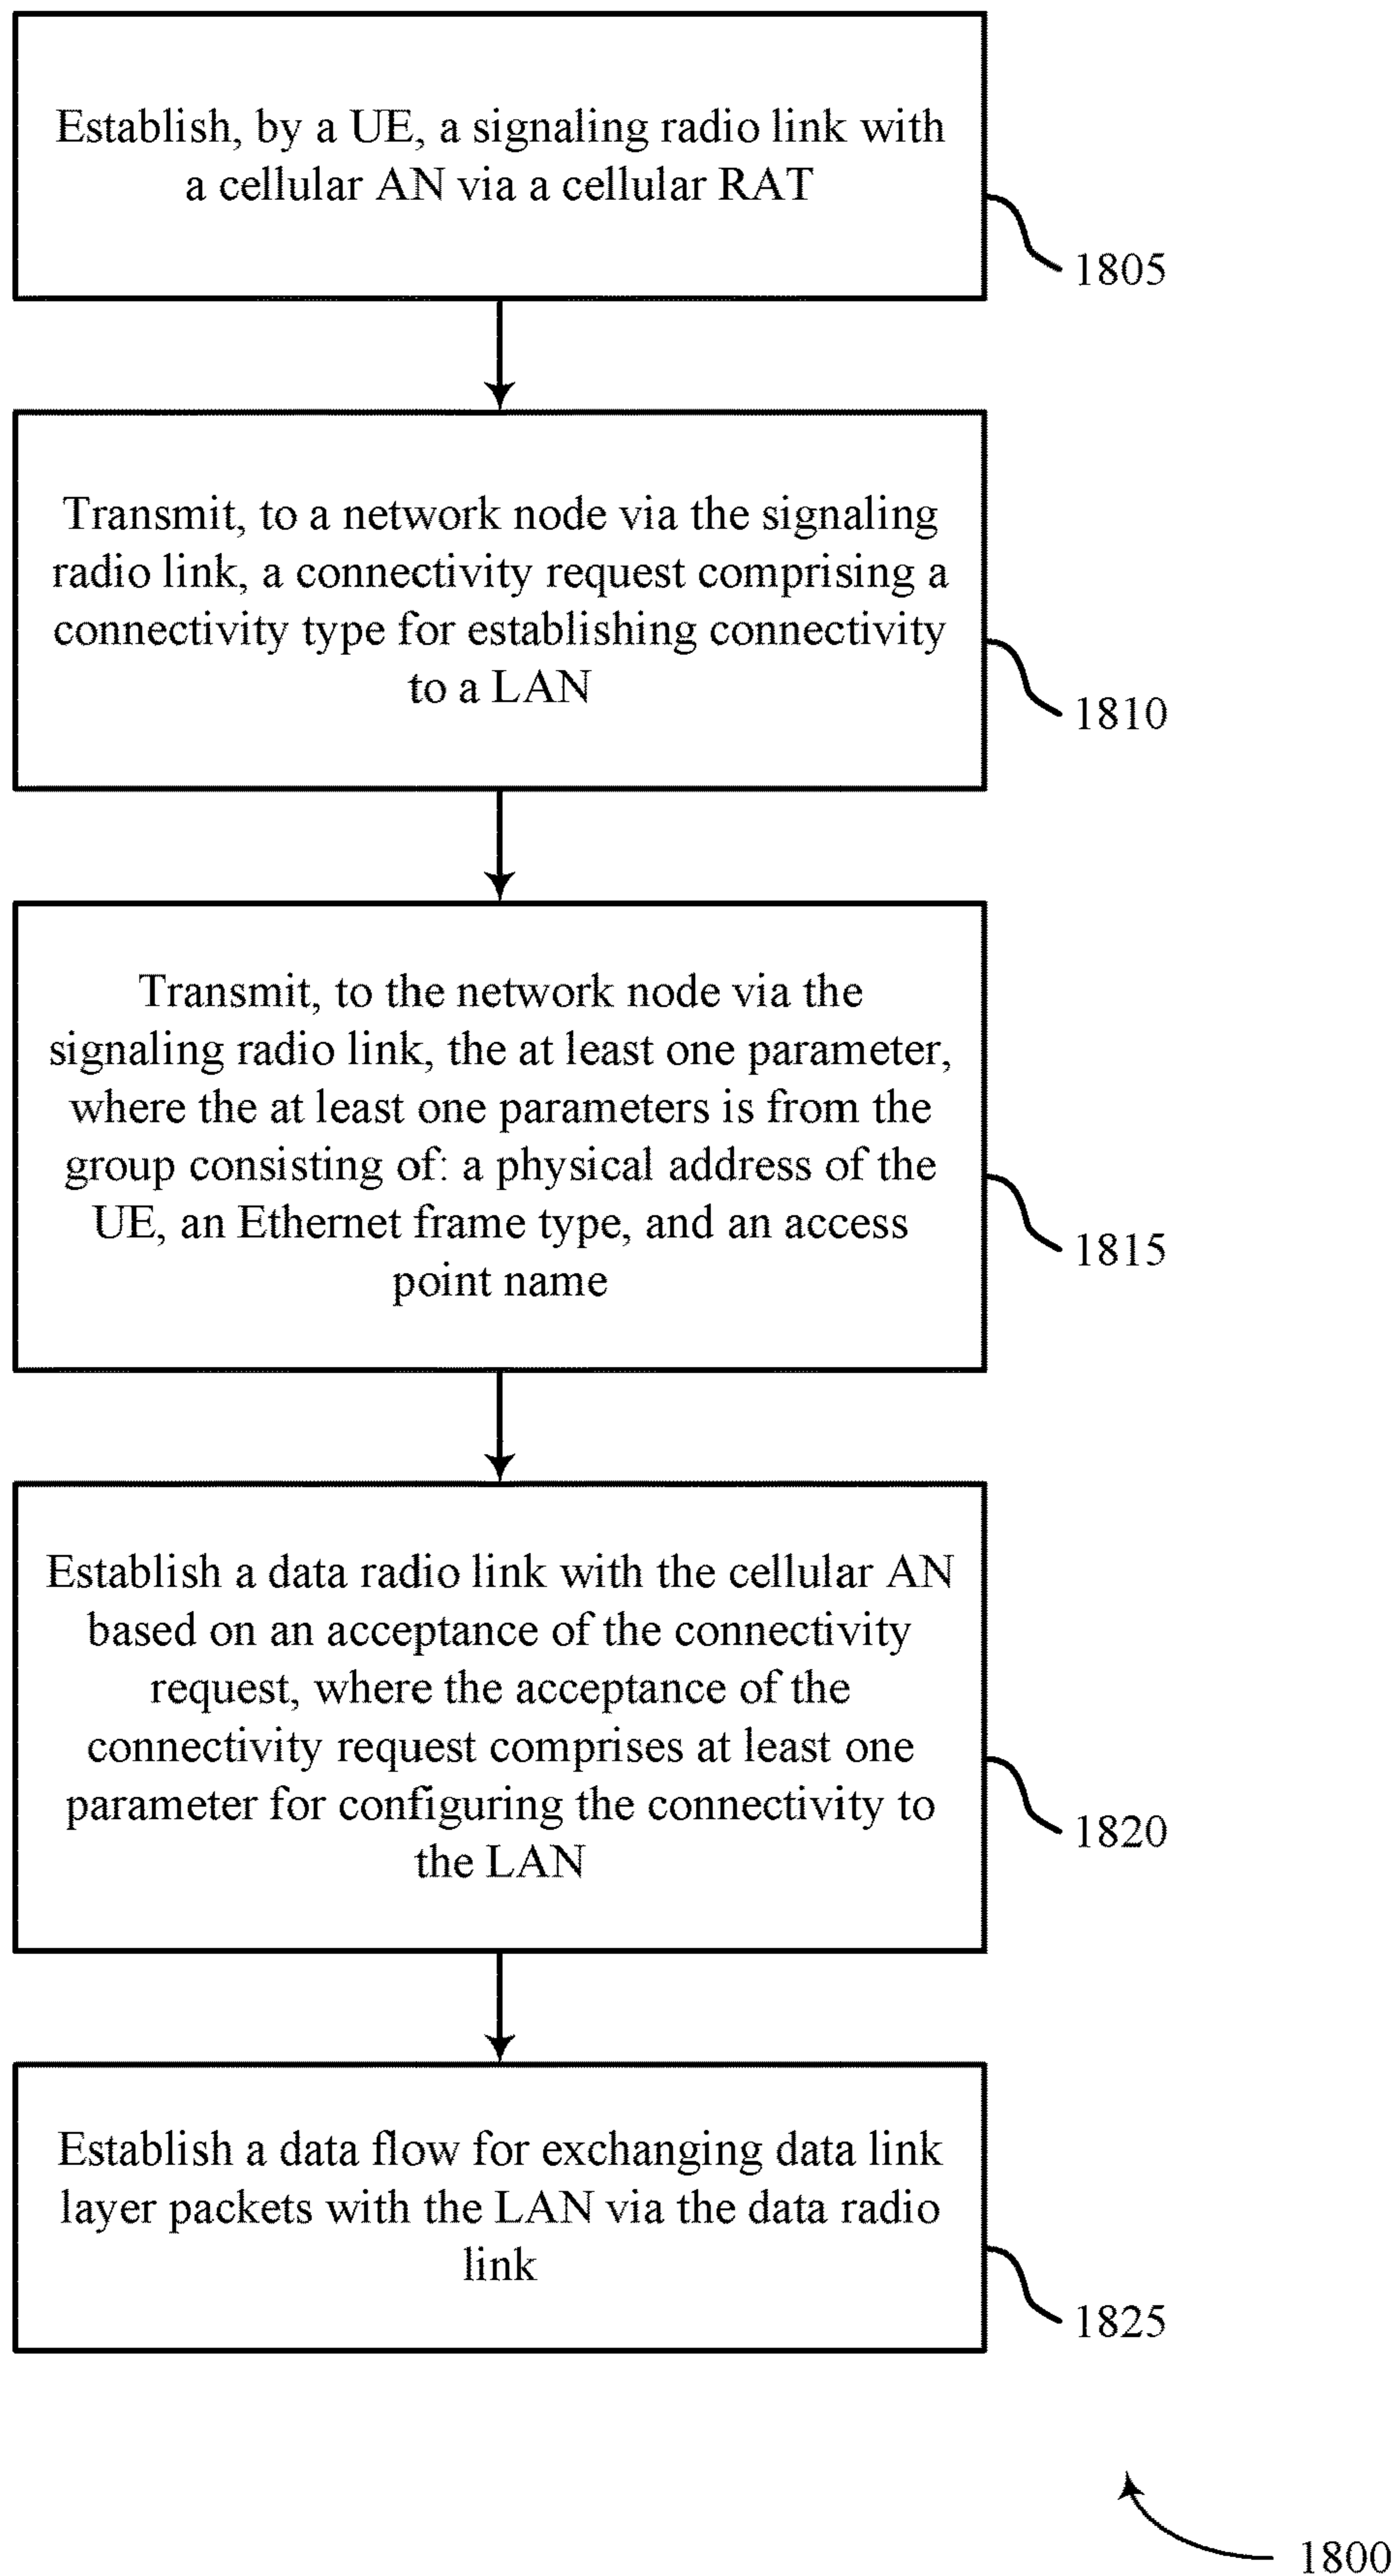 Establish, by a UE, a signaling radio link with
a cellular AN via a cellular RAT
1805
Transmit, to a network node via the signaling
radio link, a connectivity request comprising a
connectivity type for establishing connectivity
to a LAN
1810
Transmit, to the network node via the
signaling radio link, the at least one parameter,
where the at least one parameters is from the
group consisting of: a physical address of the
UE, an Ethernet frame type, and an access
point name
1815
Establish a data radio link with the cellular AN
based on an acceptance of the connectivity
request, where the acceptance of the
connectivity request comprises at least one
parameter for configuring the connectivity to
the LAN
1820
Establish a data flow for exchanging data link
layer packets with the LAN via the data radio
link
1825
1800